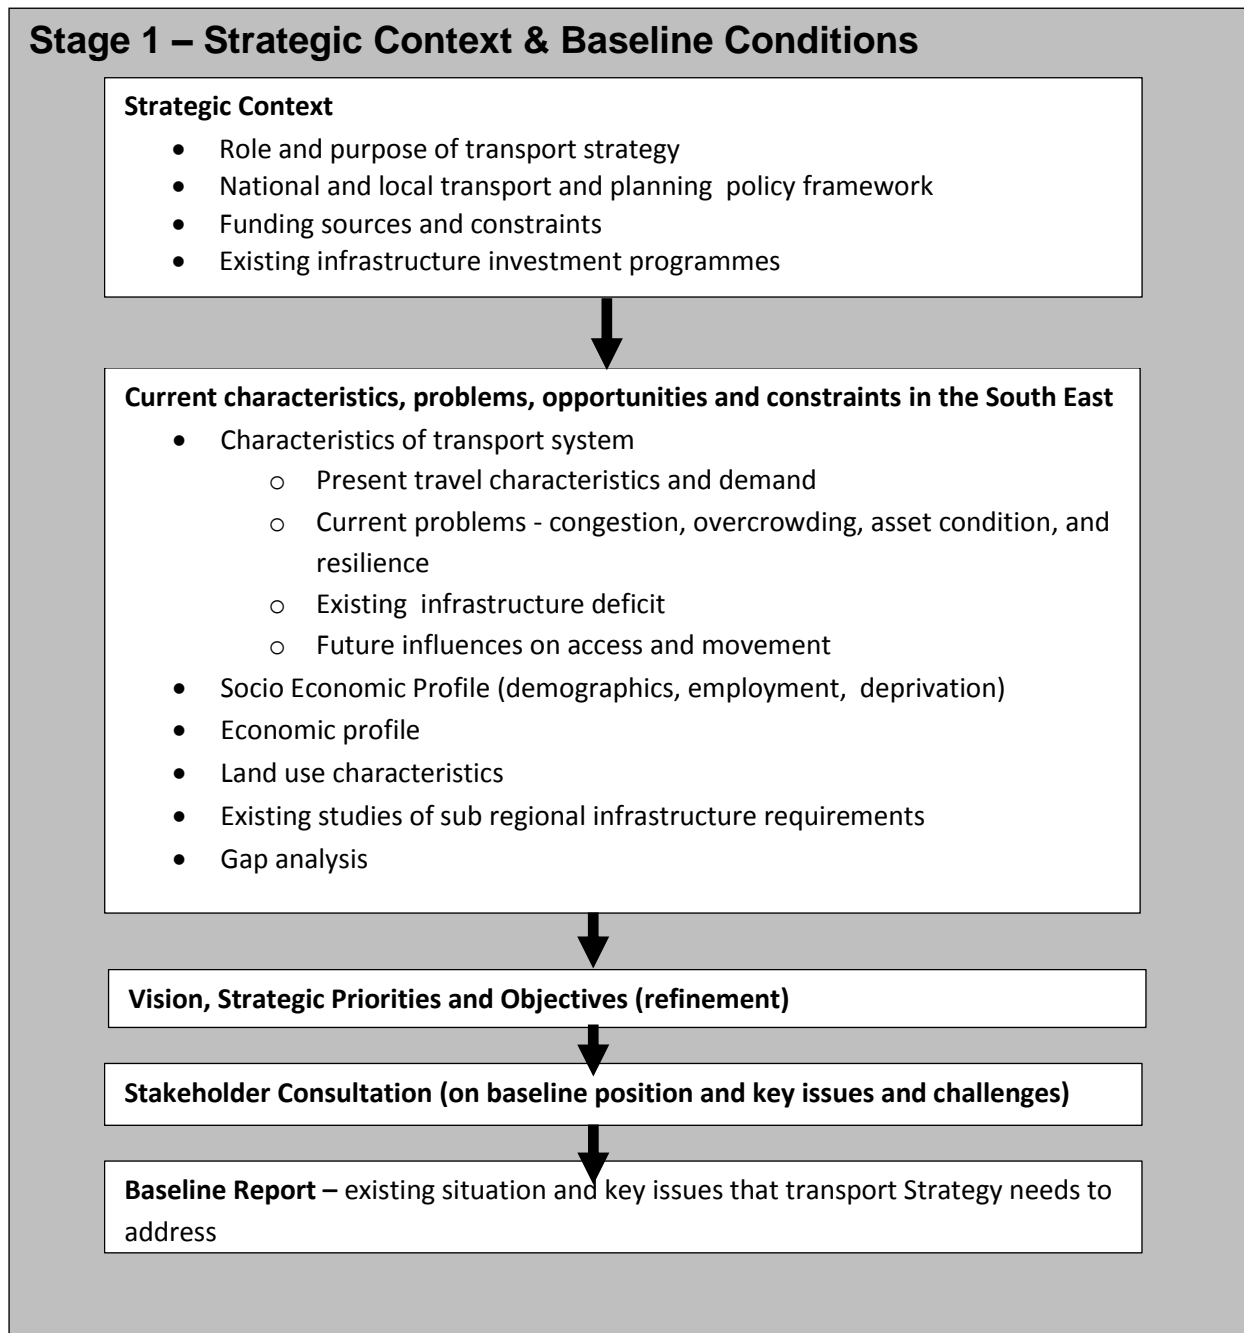 Stage 1 – Strategic Context & Baseline Conditions
Strategic Context
• Role and purpose of transport strategy
• National and local transport and planning  policy framework
• Funding sources and constraints
• Existing infrastructure investment programmes
Current characteristics, problems, opportunities and constraints in the South East
• Characteristics of transport system
o Present travel characteristics and demand
o Current problems - congestion, overcrowding, asset condition, and
resilience
o Existing  infrastructure deficit
o Future influences on access and movement
• Socio Economic Profile (demographics, employment,  deprivation)
• Economic profile
• Land use characteristics
• Existing studies of sub regional infrastructure requirements
• Gap analysis
Vision, Strategic Priorities and Objectives (refinement)
Stakeholder Consultation (on baseline position and key issues and challenges)
Baseline Report – existing situation and key issues that transport Strategy needs to
address